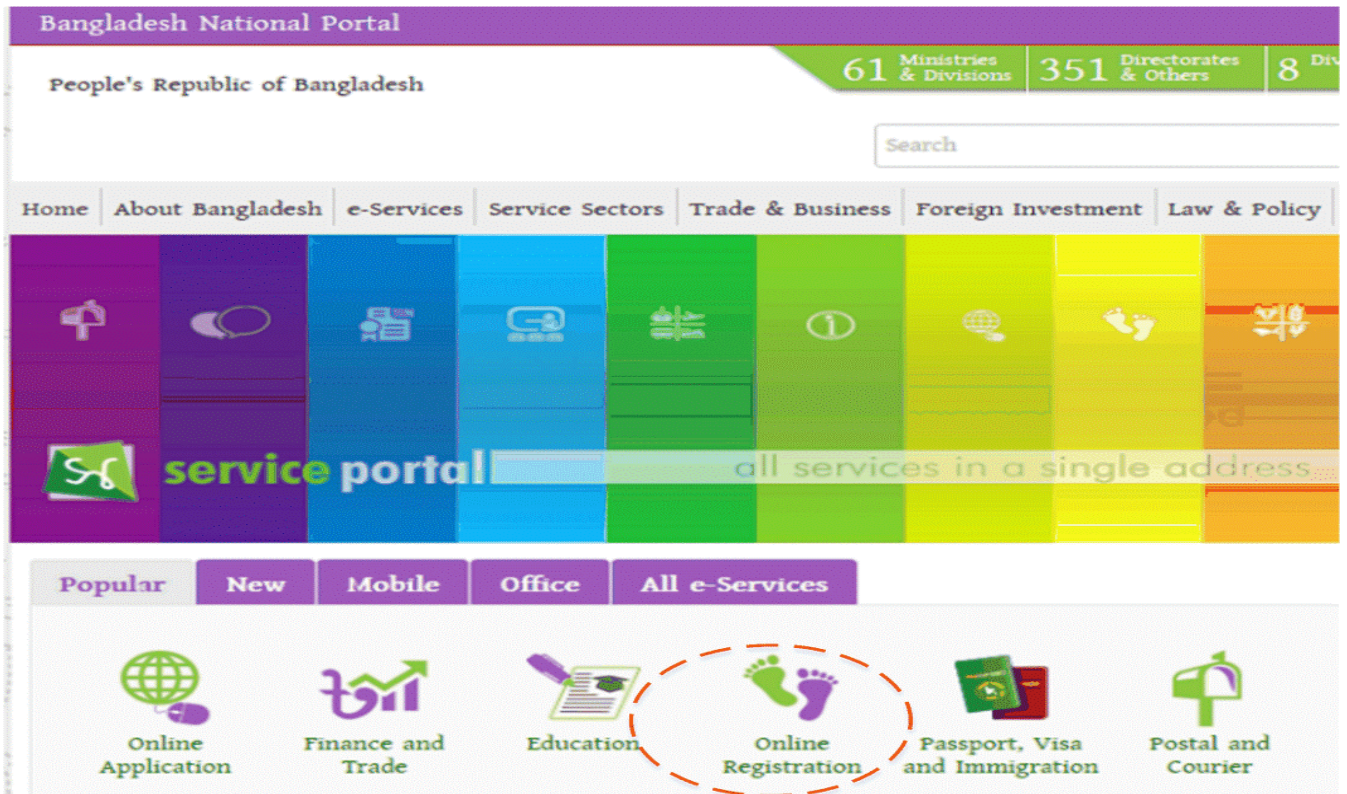 Bangladesh National Portal
People's Republic of Bangladesh
61 Ministries & Divisions 351 Directorates & Others 8
Search
Home About Bangladesh e-Services Service Sectors Trade & Business Foreign Investment Law & Policy
service portal all services in a single address
Popular New Mobile Office All e-Services
Online Application
Finance and Trade
Education
Online Registration
Passport, Visa and Immigration
Postal and Courier